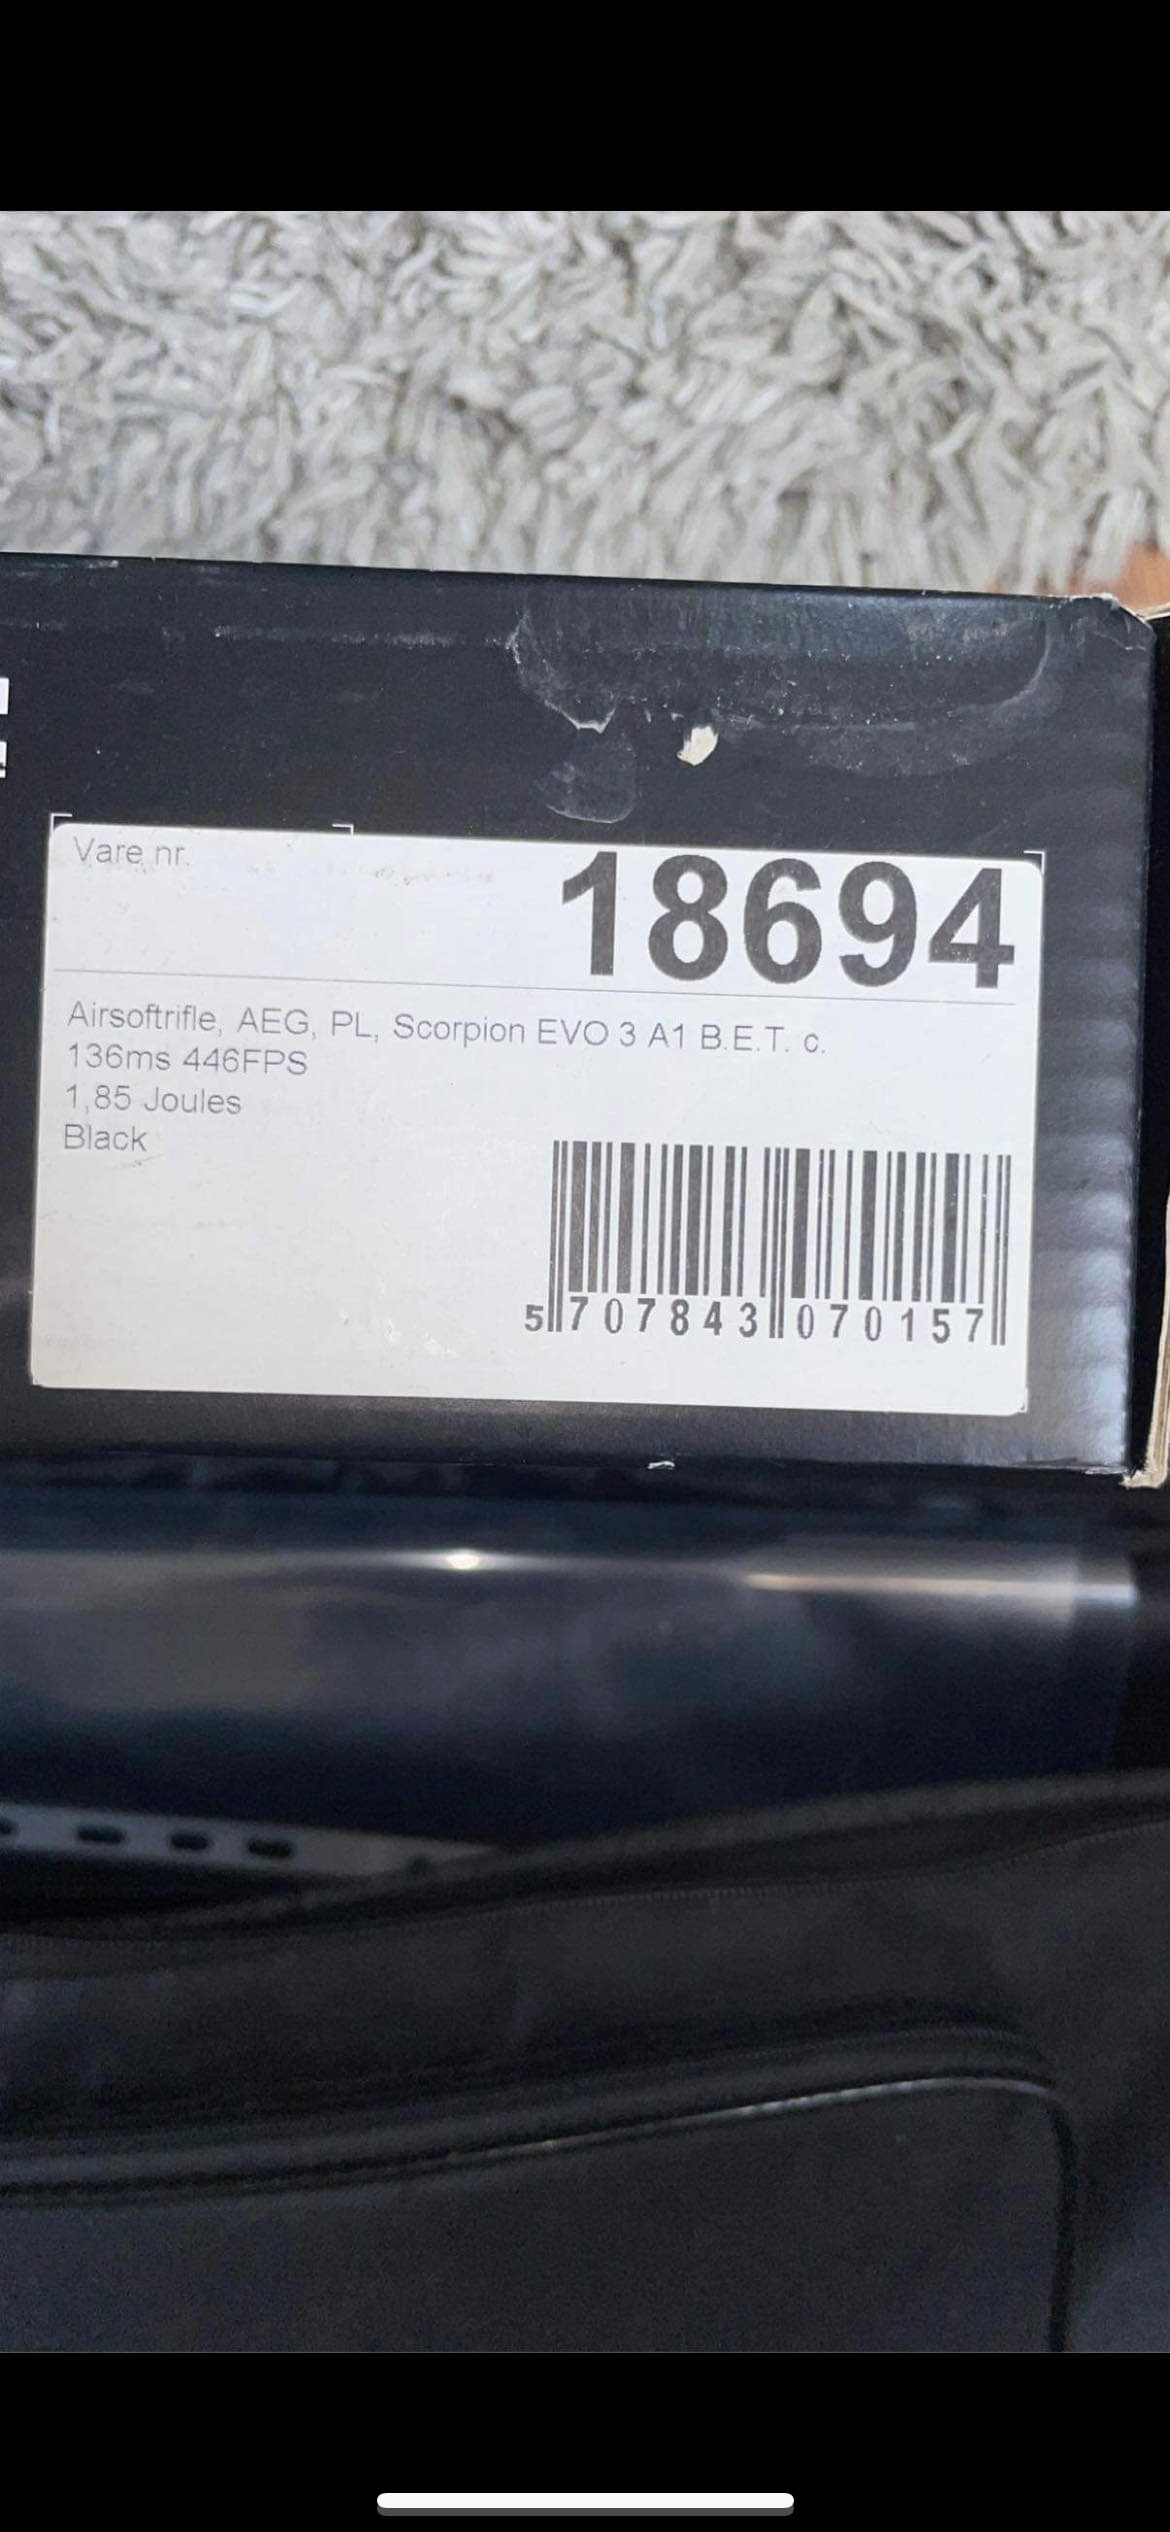 Vare nr.
18694
Airsoftrifle, AEG, PL, Scorpion EVO 3 A1 B.E.T. c.
136ms 446FPS
1,85 Joules
Black
5 707843 070157